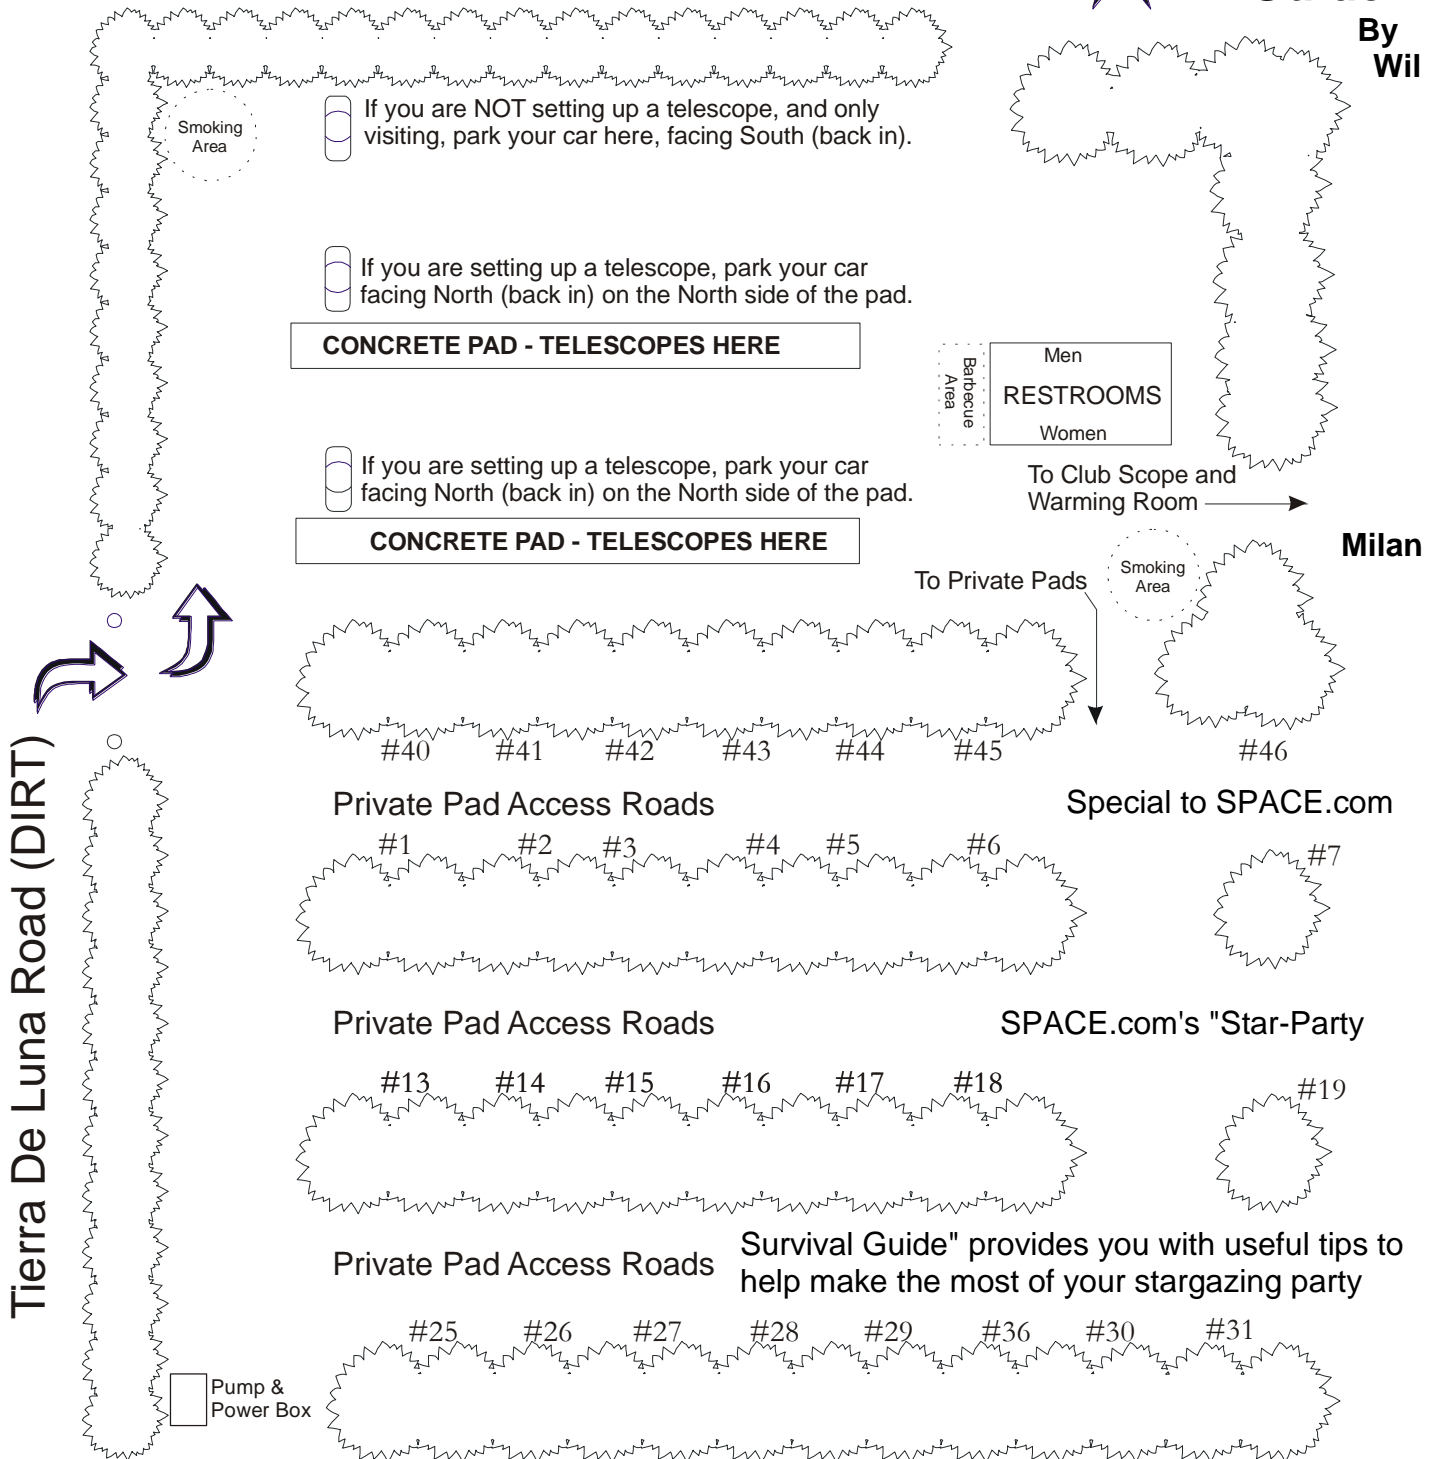 By
Wil
If you are NOT setting up a telescope, and only
visiting, park your car here, facing South (back in).
Smoking
Area
If you are setting up a telescope, park your car
facing North (back in) on the North side of the pad.
CONCRETE PAD - TELESCOPES HERE
Barbecue
Area
Men
RESTROOMS
Women
If you are setting up a telescope, park your car
facing North (back in) on the North side of the pad.
To Club Scope and
Warming Room
CONCRETE PAD - TELESCOPES HERE
Milan
To Private Pads
Smoking
Area
#40 #41 #42 #43 #44 #45 #46
Private Pad Access Roads
Special to SPACE.com
#1 #2 #3 #4 #5 #6 #7
Tierra De Luna Road (DIRT)
Private Pad Access Roads
SPACE.com's "Star-Party
#13 #14 #15 #16 #17 #18 #19
Private Pad Access Roads
Survival Guide" provides you with useful tips to
help make the most of your stargazing party
#25 #26 #27 #28 #29 #36 #30 #31
Pump &
Power Box